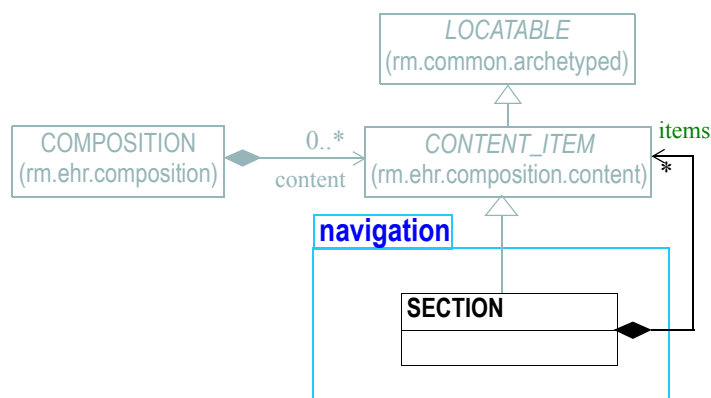 LOCATABLE
(rm.common.archetyped)
COMPOSITION
(rm.ehr.composition)
0..*
content
CONTENT_ITEM
(rm.ehr.composition.content)
items
*
navigation
SECTION